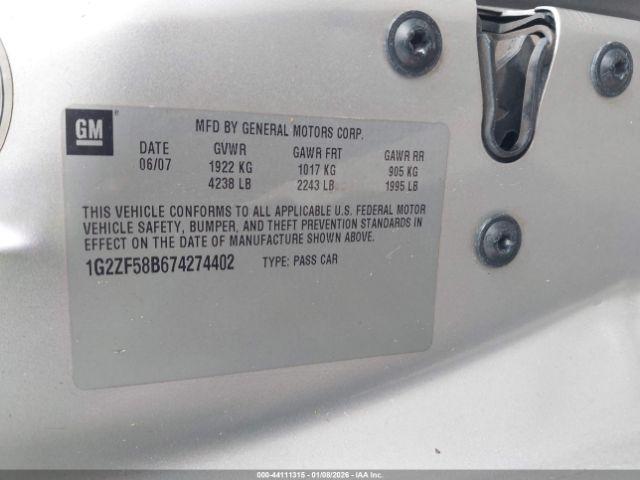 GM
MFD BY GENERAL MOTORS CORP.
DATE GVWR GAWR FRT GAWR RR
06/07 1922 KG 1017 KG 905 KG
4238 LB 2243 LB 1995 LB
THIS VEHICLE CONFORMS TO ALL APPLICABLE U.S. FEDERAL MOTOR
VEHICLE SAFETY, BUMPER, AND THEFT PREVENTION STANDARDS IN
EFFECT ON THE DATE OF MANUFACTURE SHOWN ABOVE.
1G2ZF58B674274402 TYPE: PASS CAR
000-44111315 - 01/08/2026 - IAAI.COM